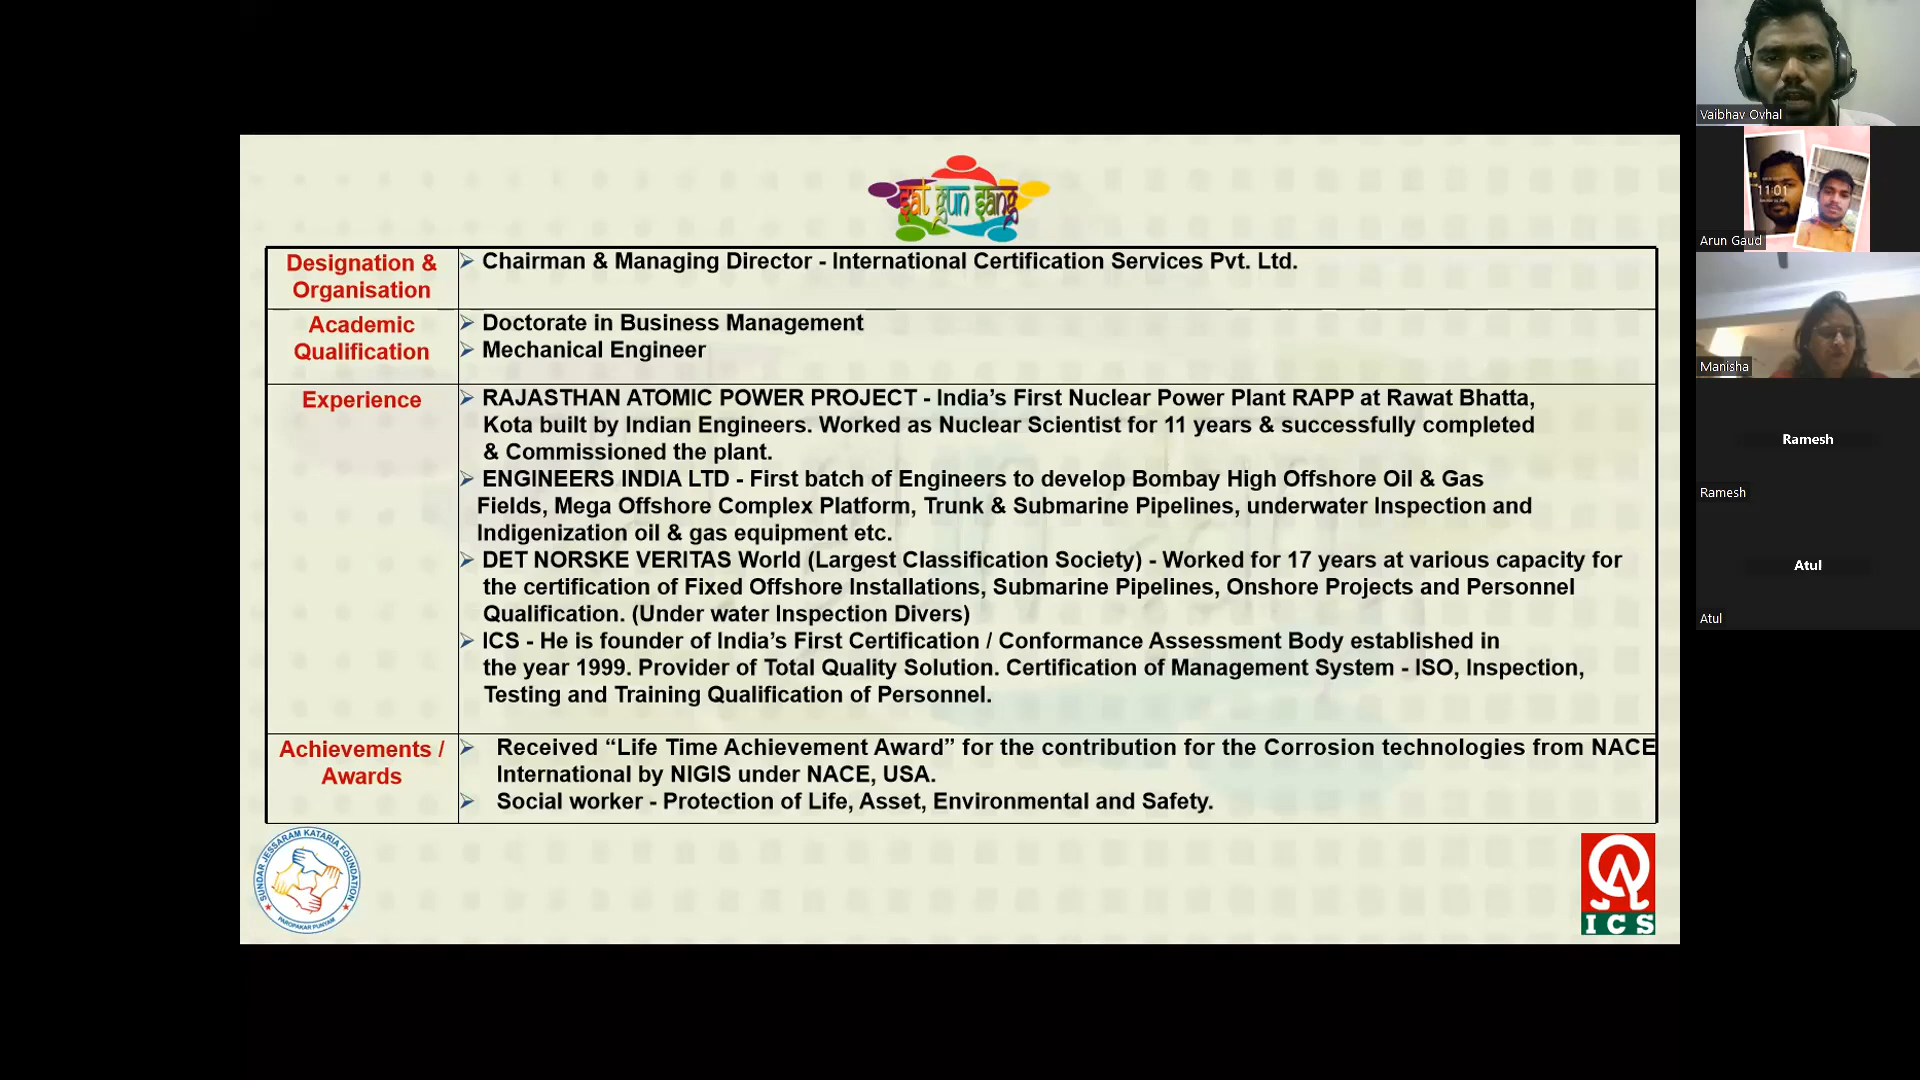 sat gun sang
Designation &
Organisation
Chairman & Managing Director - International Certification Services Pvt. Ltd.
Academic
Qualification
Doctorate in Business Management
Mechanical Engineer
Experience
RAJASTHAN ATOMIC POWER PROJECT - India’s First Nuclear Power Plant RAPP at Rawat Bhatta,
Kota built by Indian Engineers. Worked as Nuclear Scientist for 11 years & successfully completed
& Commissioned the plant.
ENGINEERS INDIA LTD - First batch of Engineers to develop Bombay High Offshore Oil & Gas
Fields, Mega Offshore Complex Platform, Trunk & Submarine Pipelines, underwater Inspection and
Indigenization oil & gas equipment etc.
DET NORSKE VERITAS World (Largest Classification Society) - Worked for 17 years at various capacity for
the certification of Fixed Offshore Installations, Submarine Pipelines, Onshore Projects and Personnel
Qualification. (Under water Inspection Divers)
ICS - He is founder of India’s First Certification / Conformance Assessment Body established in
the year 1999. Provider of Total Quality Solution. Certification of Management System - ISO, Inspection,
Testing and Training Qualification of Personnel.
Achievements /
Awards
Received “Life Time Achievement Award” for the contribution for the Corrosion technologies from NACE
International by NIGIS under NACE, USA.
Social worker - Protection of Life, Asset, Environmental and Safety.
SUNDAR JESSARAM KATARIA FOUNDATION
PAROPAKAR PUNYAM
ICS
Vaibhav Ovhal
11:01
Arun Gaud
Manisha
Ramesh
Ramesh
Atul
Atul